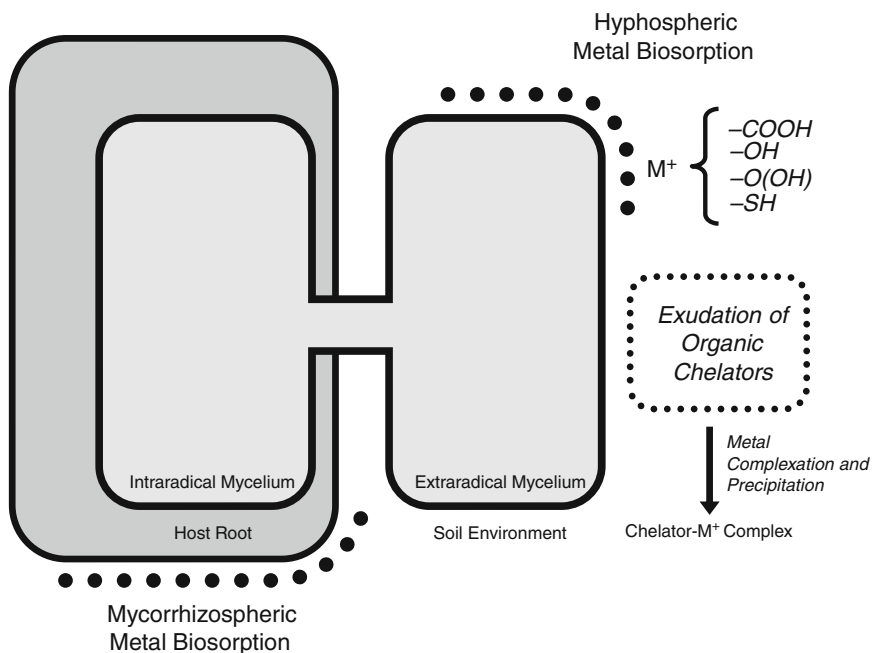 Hyphospheric
Metal Biosorption
M⁺
–COOH
–OH
–O(OH)
–SH
Exudation of
Organic
Chelators
Metal
Complexation and
Precipitation
Chelator-M⁺ Complex
Intraradical Mycelium
Extraradical Mycelium
Host Root
Soil Environment
Mycorrhizospheric
Metal Biosorption